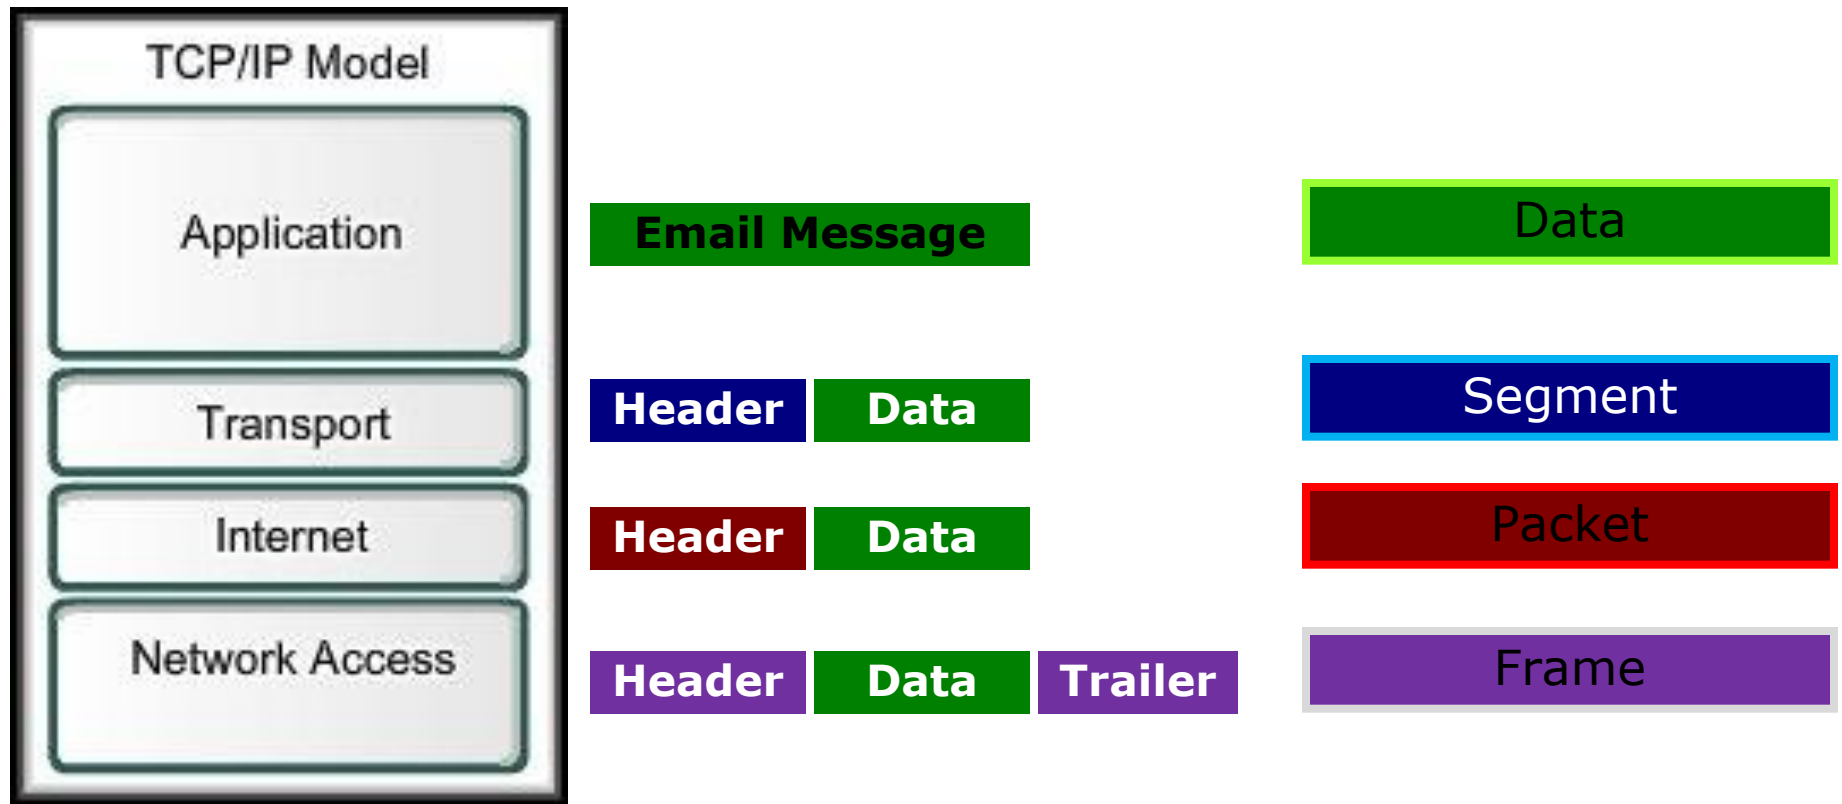 TCP/IP Model
Application
Email Message
Data
Transport
Header Data
Segment
Internet
Header Data
Packet
Network Access
Header Data Trailer
Frame